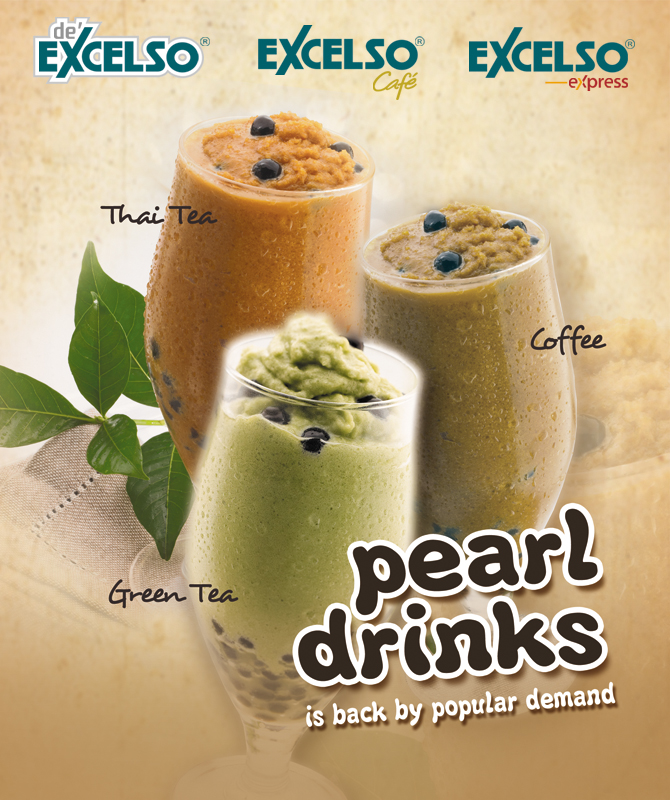 de'
EXCELSO®
EXCELSO®
Café
EXCELSO®
express
Thai Tea
Coffee
Green Tea
pearl
drinks
is back by popular demand